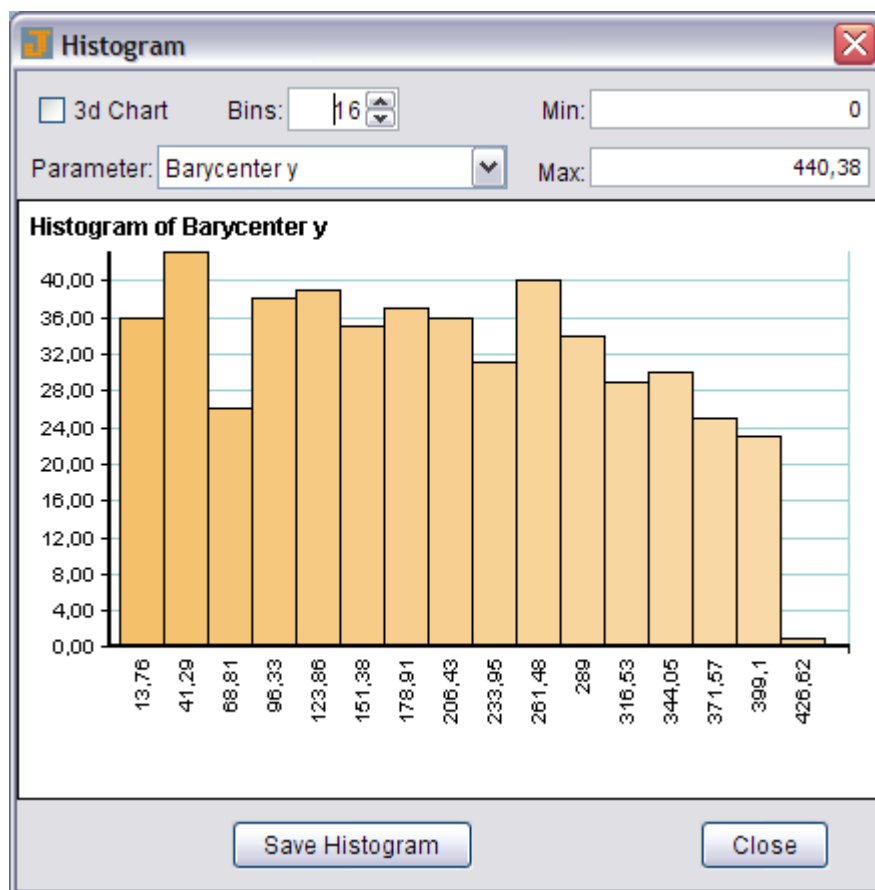 Histogram
3d Chart Bins: 16 Min: 0
Parameter: Barycenter y Max: 440,38
Histogram of Barycenter y
40,00
36,00
32,00
28,00
24,00
20,00
16,00
12,00
8,00
4,00
0,00
13,76 41,29 68,81 96,33 123,86 151,38 178,91 206,43 233,95 261,48 289 316,53 344,05 371,57 399,1 426,62
Save Histogram Close